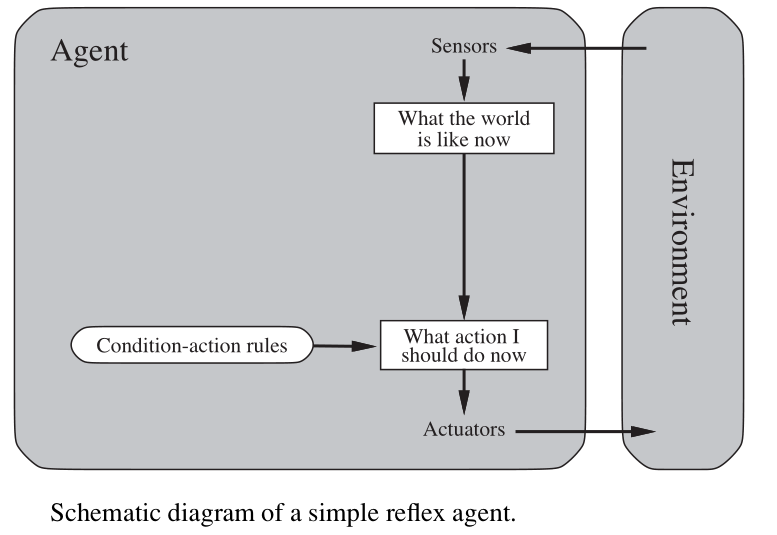 Agent
Sensors
What the world
is like now
Environment
Condition-action rules
What action I
should do now
Actuators
Schematic diagram of a simple reflex agent.